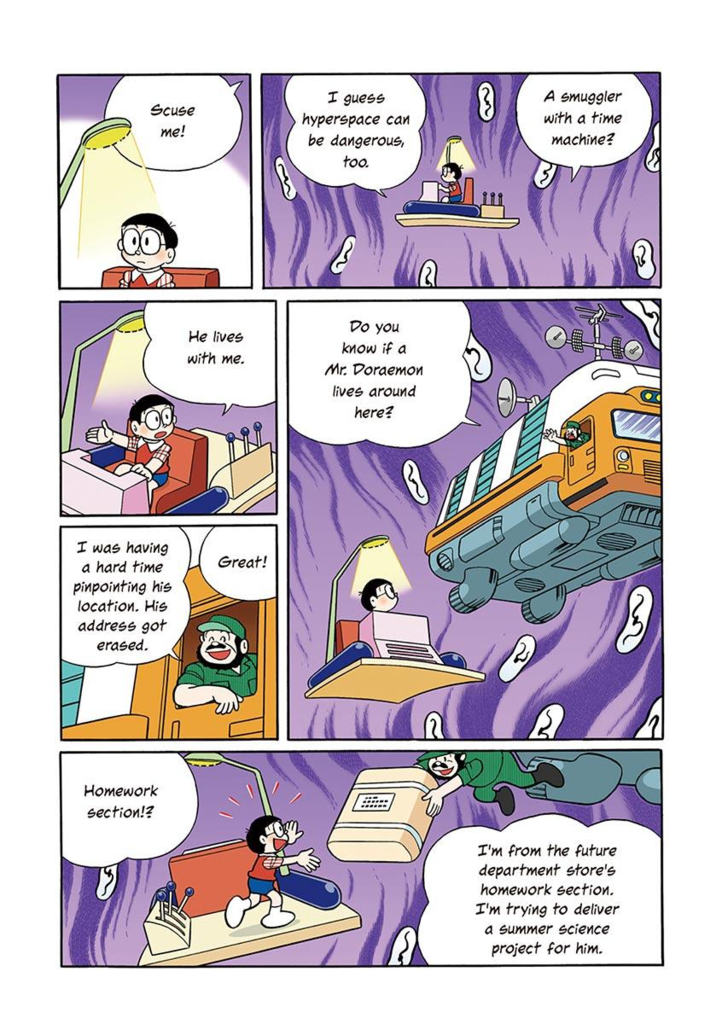 A smuggler
with a time
machine?
I guess
hyperspace can
be dangerous,
too.
Scuse
me!
Do you
know if a
Mr. Doraemon
lives around
here?
He lives
with me.
Great!
I was having
a hard time
pinpointing his
location. His
address got
erased.
I'm from the future
department store's
homework section.
I'm trying to deliver
a summer science
project for him.
Homework
section!?